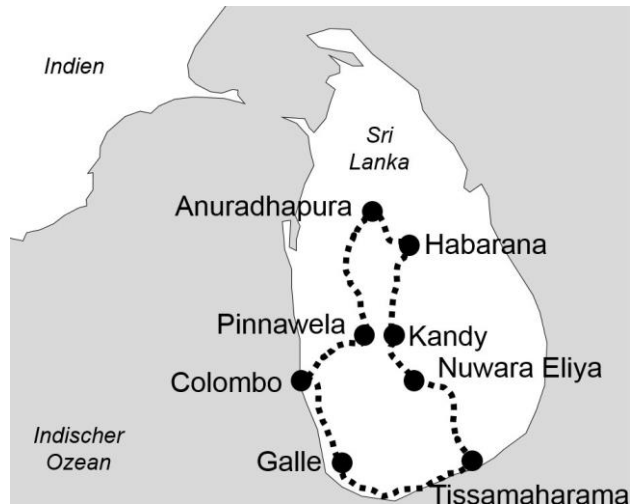 Indien
Sri
Lanka
Anuradhapura
Habarana
Pinnawela
Kandy
Nuwara Eliya
Colombo
Indischer
Ozean
Galle
Tissamaharama